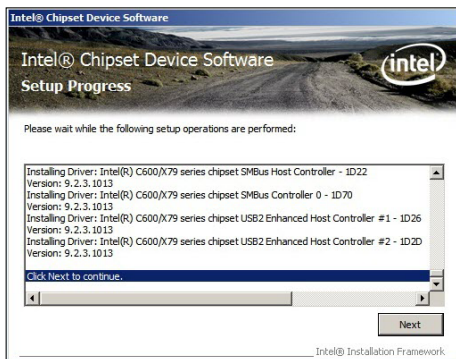 Intel® Chipset Device Software
Intel® Chipset Device Software
intel
Setup Progress
Please wait while the following setup operations are performed:
Installing Driver: Intel(R) C600/X79 series chipset SMBus Host Controller - 1D22
Version: 9.2.3.1013
Installing Driver: Intel(R) C600/X79 series chipset SMBus Controller 0 - 1D70
Version: 9.2.3.1013
Installing Driver: Intel(R) C600/X79 series chipset USB2 Enhanced Host Controller #1 - 1D26
Version: 9.2.3.1013
Installing Driver: Intel(R) C600/X79 series chipset USB2 Enhanced Host Controller #2 - 1D2D
Version: 9.2.3.1013
Click Next to continue.
Next
Intel® Installation Framework